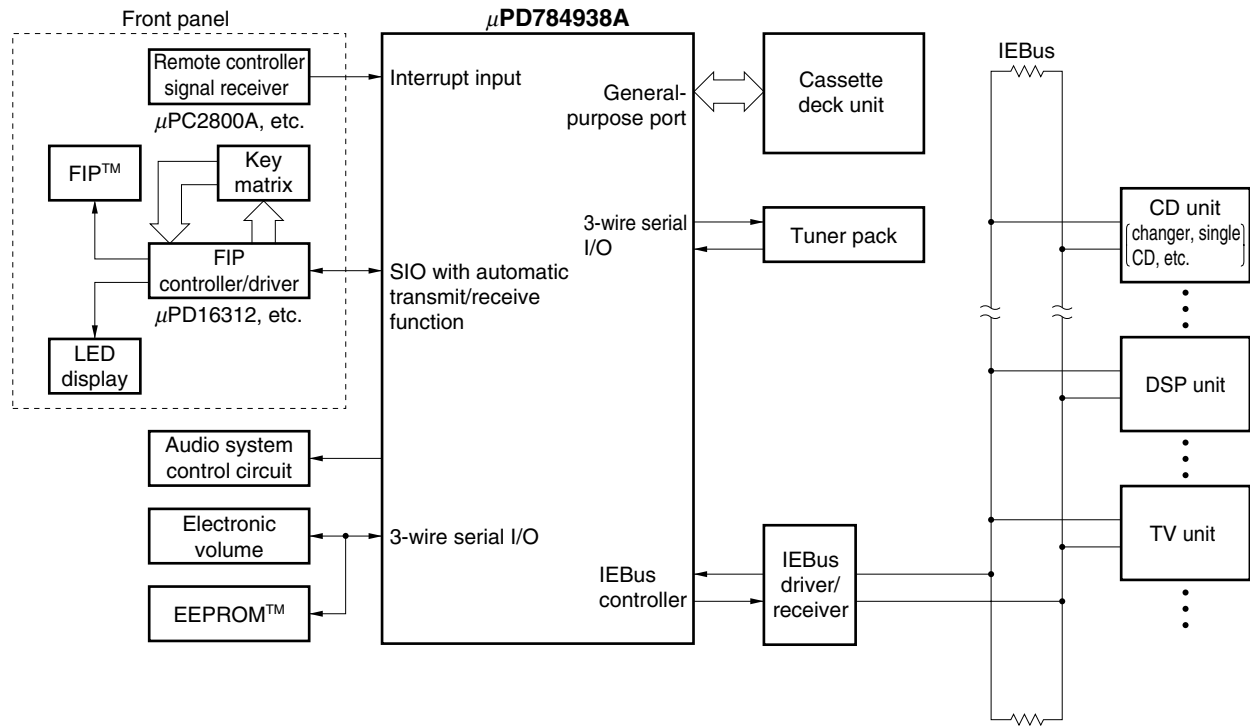 Front panel
μPD784938A
IEBus
Remote controller
signal receiver
μPC2800A, etc.
Interrupt input
General-
purpose port
Cassette
deck unit
FIP™
Key
matrix
FIP
controller/driver
μPD16312, etc.
LED
display
SIO with automatic
transmit/receive
function
3-wire serial
I/O
Tuner pack
CD unit
changer, single
CD, etc.
DSP unit
TV unit
Audio system
control circuit
Electronic
volume
3-wire serial I/O
EEPROM™
IEBus
controller
IEBus
driver/
receiver